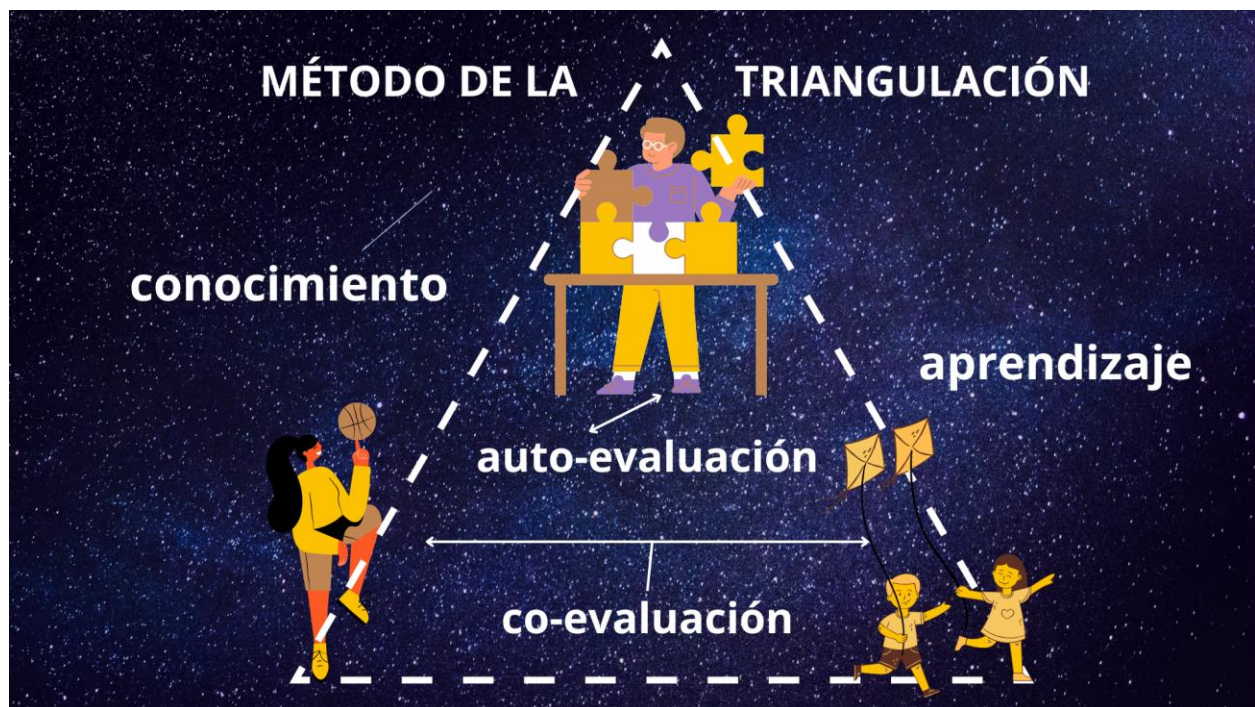 MÉTODO DE LA TRIANGULACIÓN
conocimiento
aprendizaje
auto-evaluación
co-evaluación